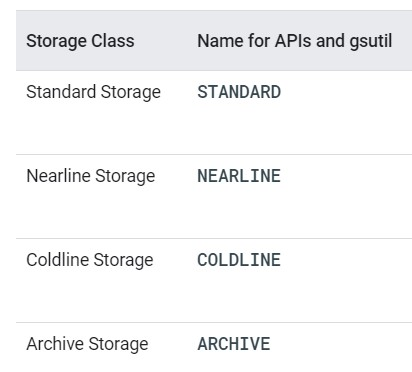 Storage Class Name for APIs and gsutil
Standard Storage STANDARD
Nearline Storage NEARLINE
Coldline Storage COLDLINE
Archive Storage ARCHIVE